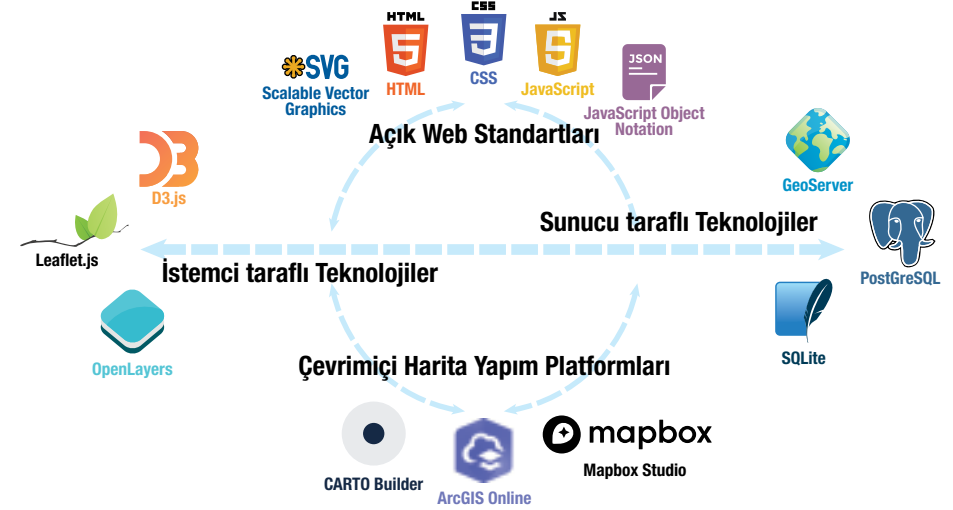 HTML
CSS
JS
SVG
JSON
Scalable Vector
Graphics
HTML
CSS
JavaScript
JavaScript Object
Notation
Açık Web Standartları
D3
D3.js
GeoServer
Leaflet.js
Sunucu taraflı Teknolojiler
İstemci taraflı Teknolojiler
PostGreSQL
OpenLayers
SQLite
Çevrimiçi Harita Yapım Platformları
mapbox
CARTO Builder
ArcGIS Online
Mapbox Studio